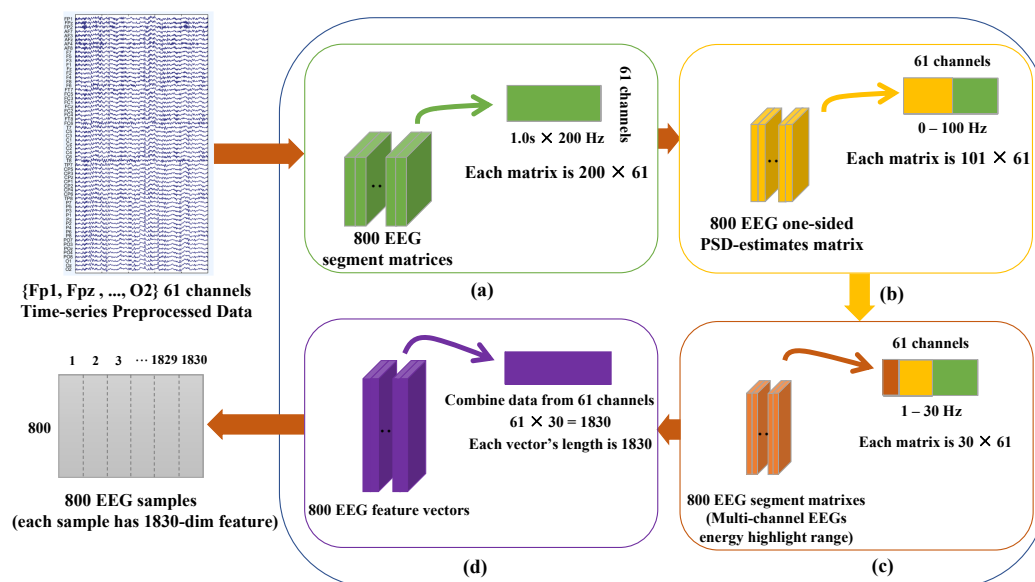 {Fp1, Fpz , ..., O2} 61 channels
Time-series Preprocessed Data
61 channels
1.0s × 200 Hz
Each matrix is 200 × 61
800 EEG
segment matrices
(a)
61 channels
0 – 100 Hz
Each matrix is 101 × 61
800 EEG one-sided
PSD-estimates matrix
(b)
61 channels
1 – 30 Hz
Each matrix is 30 × 61
800 EEG segment matrixes
(Multi-channel EEGs
energy highlight range)
(c)
Combine data from 61 channels
61 × 30 = 1830
Each vector's length is 1830
800 EEG feature vectors
(d)
1 2 3 ... 1829 1830
800
800 EEG samples
(each sample has 1830-dim feature)